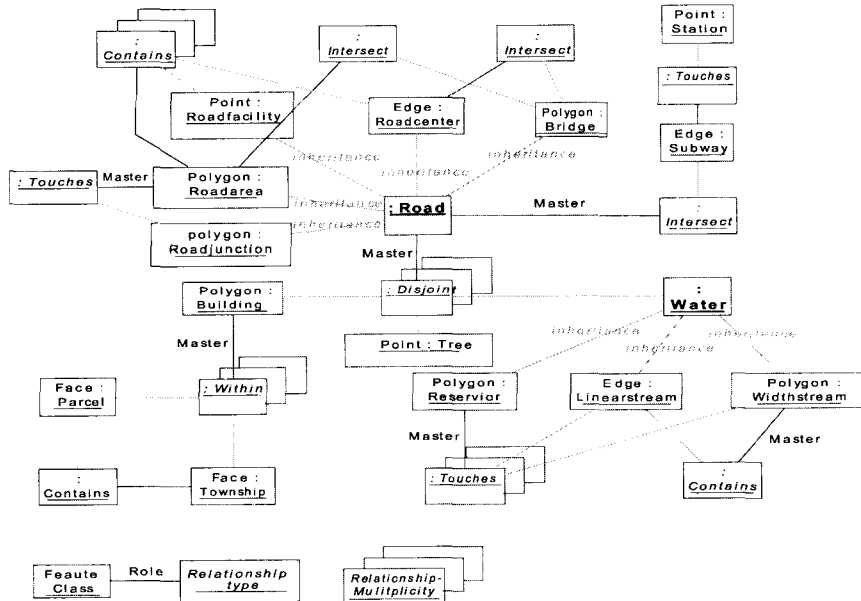 :
Contains
:
Intersect
:
Intersect
Point :
Station
Point :
Roadfacility
Edge :
Roadcenter
Polygon :
Bridge
: Touches
Edge :
Subway
inheritance
inheritance
inheritance
: Touches
Master
Polygon :
Roadarea
inheritance
inheritance
: Road
Master
:
Intersect
polygon :
Roadjunction
Master
Polygon :
Building
: Disjoint
:
Water
Master
Point : Tree
inheritance
inheritance
inheritance
Face :
Parcel
: Within
Polygon :
Reservior
Edge :
Linearstream
Polygon :
Widthstream
Master
Master
:
Contains
Face :
Township
: Touches
:
Contains
Feaute
Class
Role
Relationship
type
Relationship-
Mulitplicity